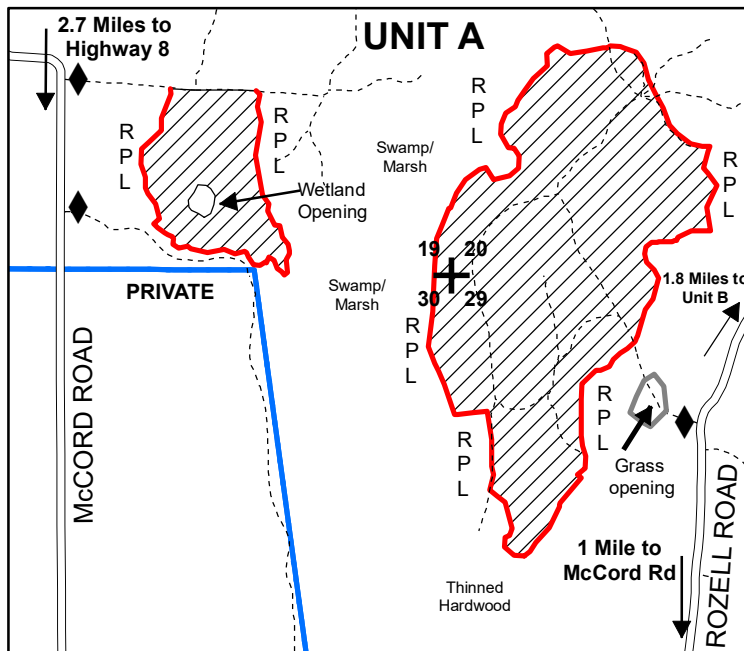 2.7 Miles to
Highway 8
UNIT A
R
P
L
R
P
L
R
P
L
Swamp/
Marsh
R
P
L
Wetland
Opening
19 20
30 29
PRIVATE
Swamp/
Marsh
1.8 Miles to
Unit B
R
P
L
McCORD ROAD
R
P
L
R
P
L
Grass
opening
1 Mile to
McCord Rd
Thinned
Hardwood
ROZELL ROAD